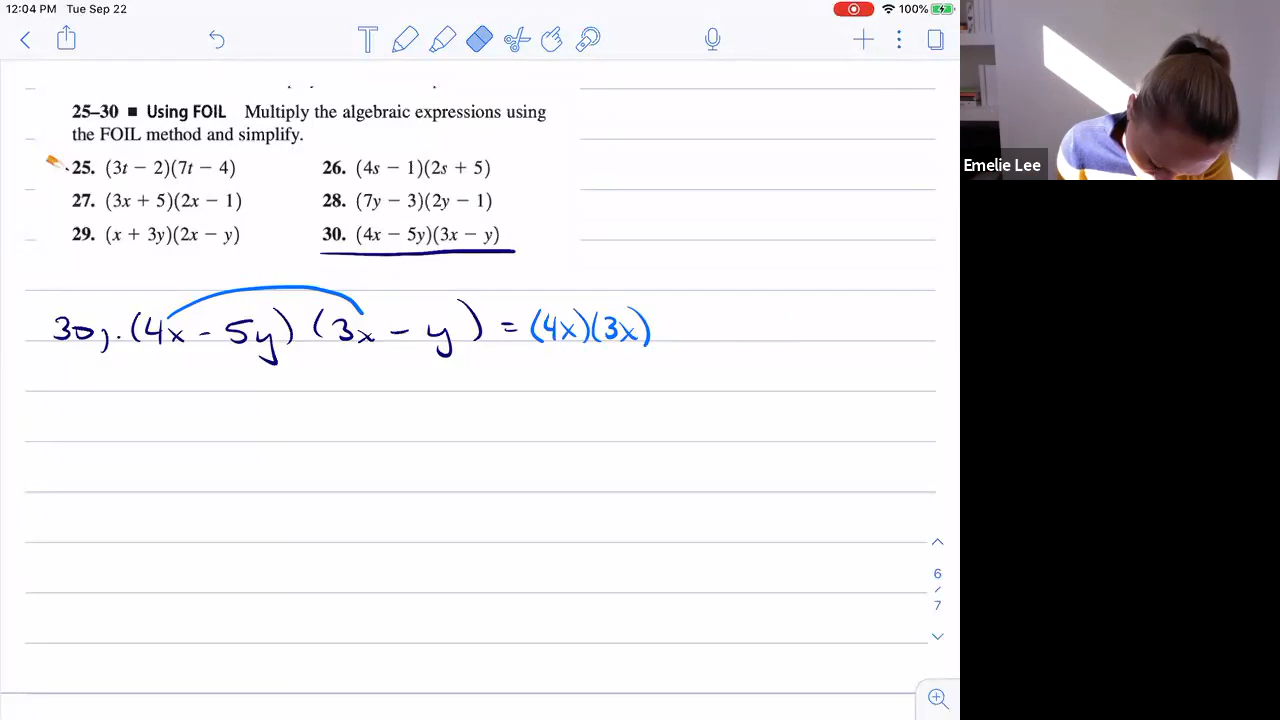 12:04 PM Tue Sep 22
100%
25–30 ■ Using FOIL Multiply the algebraic expressions using
the FOIL method and simplify.
25. (3t − 2)(7t − 4) 26. (4s − 1)(2s + 5)
27. (3x + 5)(2x − 1) 28. (7y − 3)(2y − 1)
29. (x + 3y)(2x − y) 30. (4x − 5y)(3x − y)
30;. (4x - 5y) (3x - y) = (4x)(3x)
6
/
7
Emelie Lee